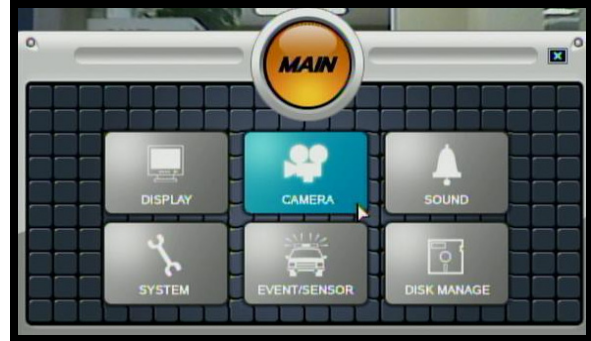 MAIN
DISPLAY
CAMERA
SOUND
SYSTEM
EVENT/SENSOR
DISK MANAGE